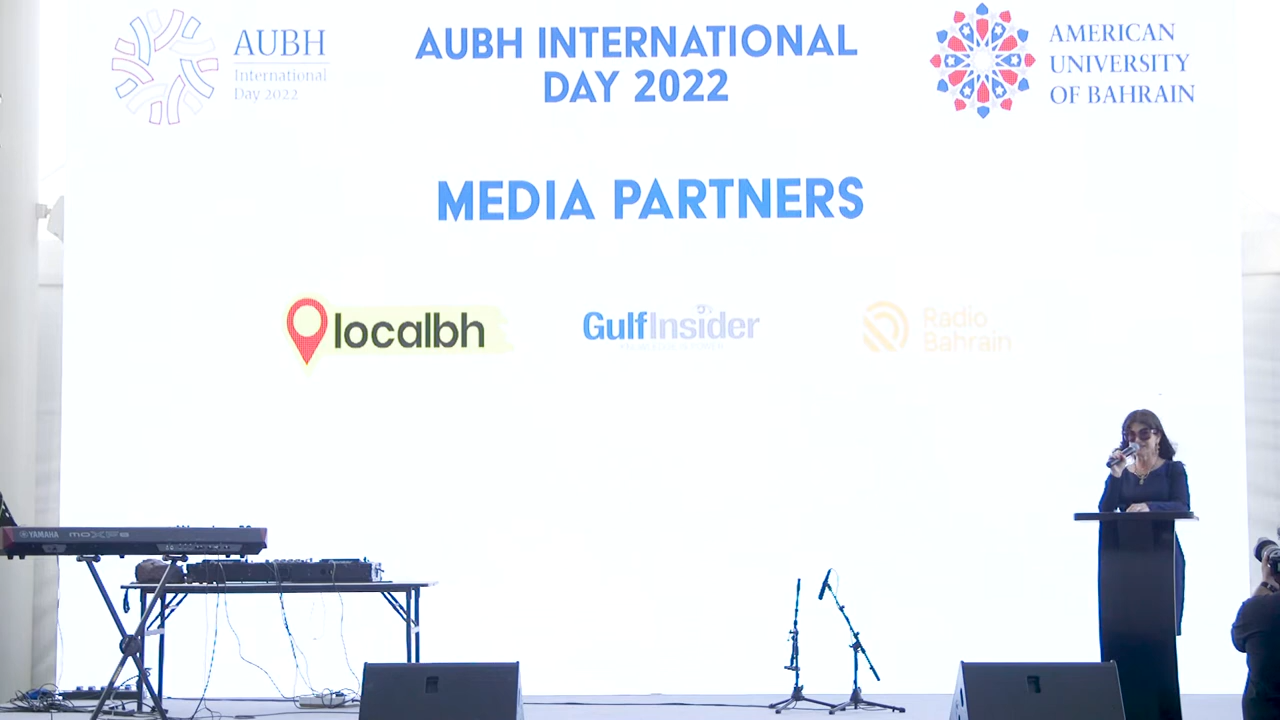 AUBH
International
Day 2022
AUBH INTERNATIONAL
DAY 2022
AMERICAN
UNIVERSITY
OF BAHRAIN
MEDIA PARTNERS
localbh
GulfInsider
Radio
Bahrain
YAMAHA MOXF8